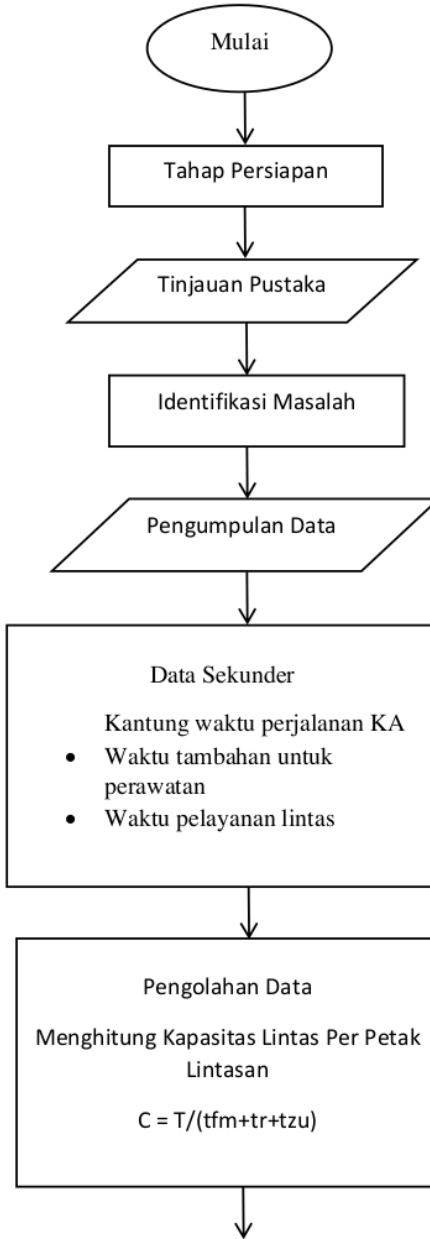 Mulai
Tahap Persiapan
Tinjauan Pustaka
Identifikasi Masalah
Pengumpulan Data
Data Sekunder
Kantung waktu perjalanan KA
• Waktu tambahan untuk
perawatan
• Waktu pelayanan lintas
Pengolahan Data
Menghitung Kapasitas Lintas Per Petak
Lintasan
C = T/(tfm+tr+tzu)